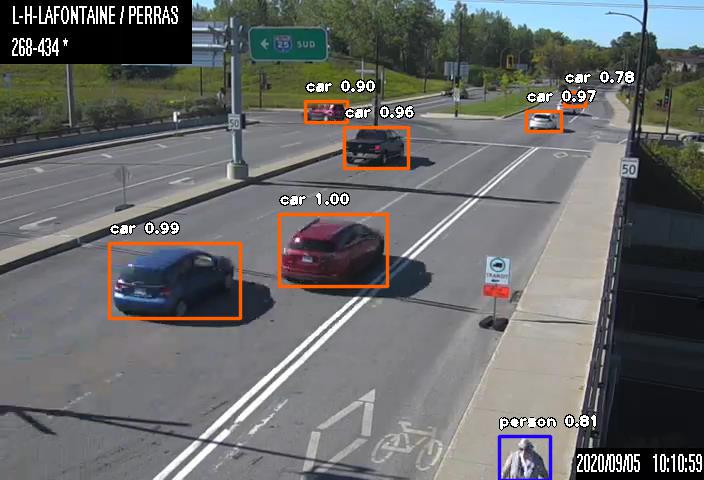 L-H-LAFONTAINE / PERRAS
268-434 *
25 SUD
car 0.90
car 0.78
car 0.97
car 0.96
50
50
car 1.00
car 0.99
TRANSIT
person 0.81
2020/09/05 10:10:59